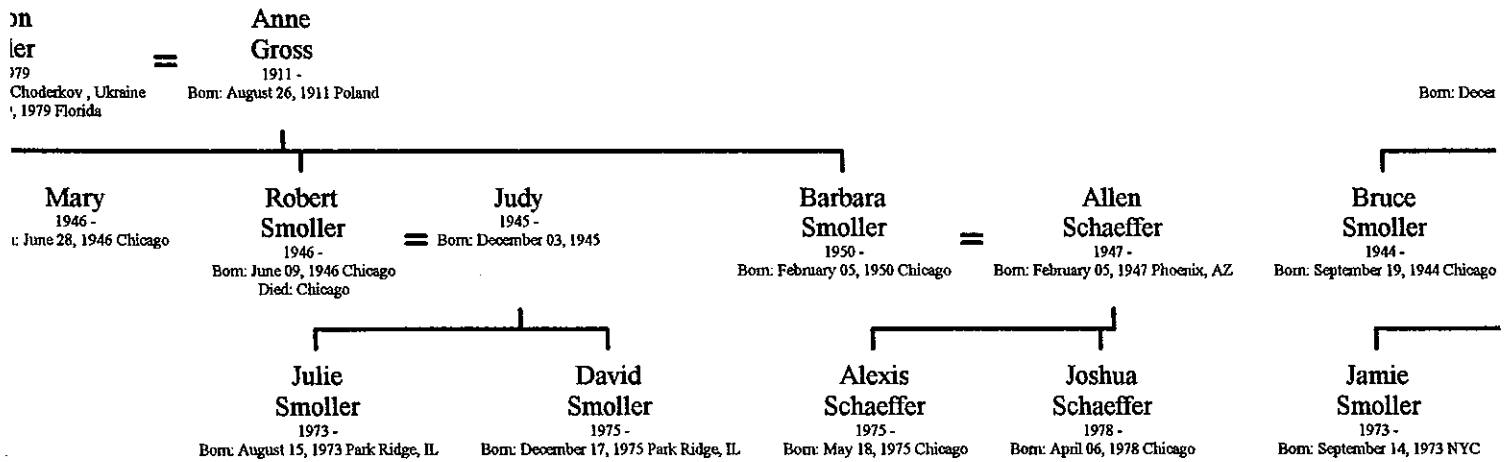 on
ler
=
979
Choderkov , Ukraine
, 1979 Florida
Anne
Gross
1911 -
Born: August 26, 1911 Poland
Born: Decer
Mary
1946 -
: June 28, 1946 Chicago
Robert
Smoller
1946 -
Born: June 09, 1946 Chicago
Died: Chicago
=
Judy
1945 -
Born: December 03, 1945
Barbara
Smoller
1950 -
Born: February 05, 1950 Chicago
=
Allen
Schaeffer
1947 -
Born: February 05, 1947 Phoenix, AZ
Bruce
Smoller
1944 -
Born: September 19, 1944 Chicago
Julie
Smoller
1973 -
Born: August 15, 1973 Park Ridge, IL
David
Smoller
1975 -
Born: December 17, 1975 Park Ridge, IL
Alexis
Schaeffer
1975 -
Born: May 18, 1975 Chicago
Joshua
Schaeffer
1978 -
Born: April 06, 1978 Chicago
Jamie
Smoller
1973 -
Born: September 14, 1973 NYC